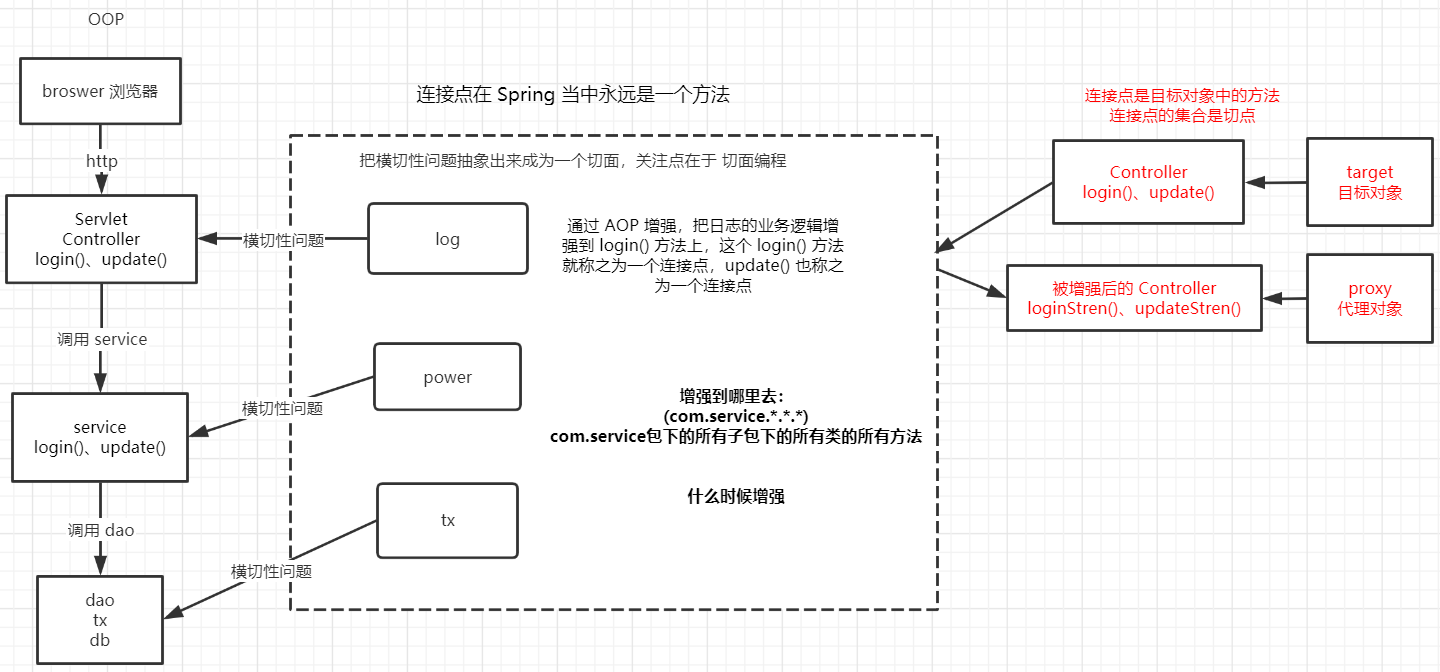 OOP
broswer 浏览器
http
Servlet
Controller
login()、update()
调用 service
service
login()、update()
调用 dao
dao
tx
db
连接点在 Spring 当中永远是一个方法
把横切性问题抽象出来成为一个切面，关注点在于 切面编程
横切性问题
log
通过 AOP 增强，把日志的业务逻辑增
强到 login() 方法上，这个 login() 方法
就称之为一个连接点，update() 也称之
为一个连接点
横切性问题
power
增强到哪里去：
(com.service.*.*.*)
com.service包下的所有子包下的所有类的所有方法
什么时候增强
横切性问题
tx
连接点是目标对象中的方法
连接点的集合是切点
Controller
login()、update()
target
目标对象
被增强后的 Controller
loginStren()、updateStren()
proxy
代理对象